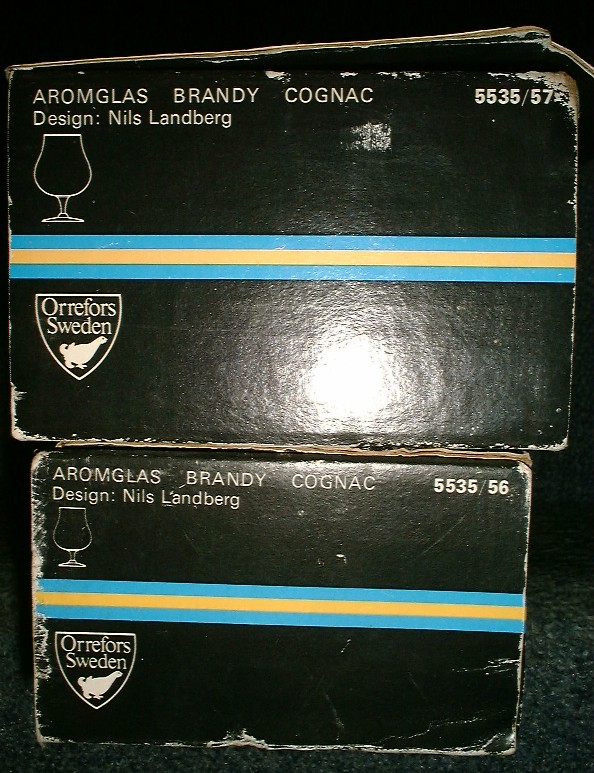 AROMGLAS BRANDY COGNAC 5535/57
Design: Nils Landberg
Orrefors
Sweden
AROMGLAS BRANDY COGNAC 5535/56
Design: Nils Landberg
Orrefors
Sweden